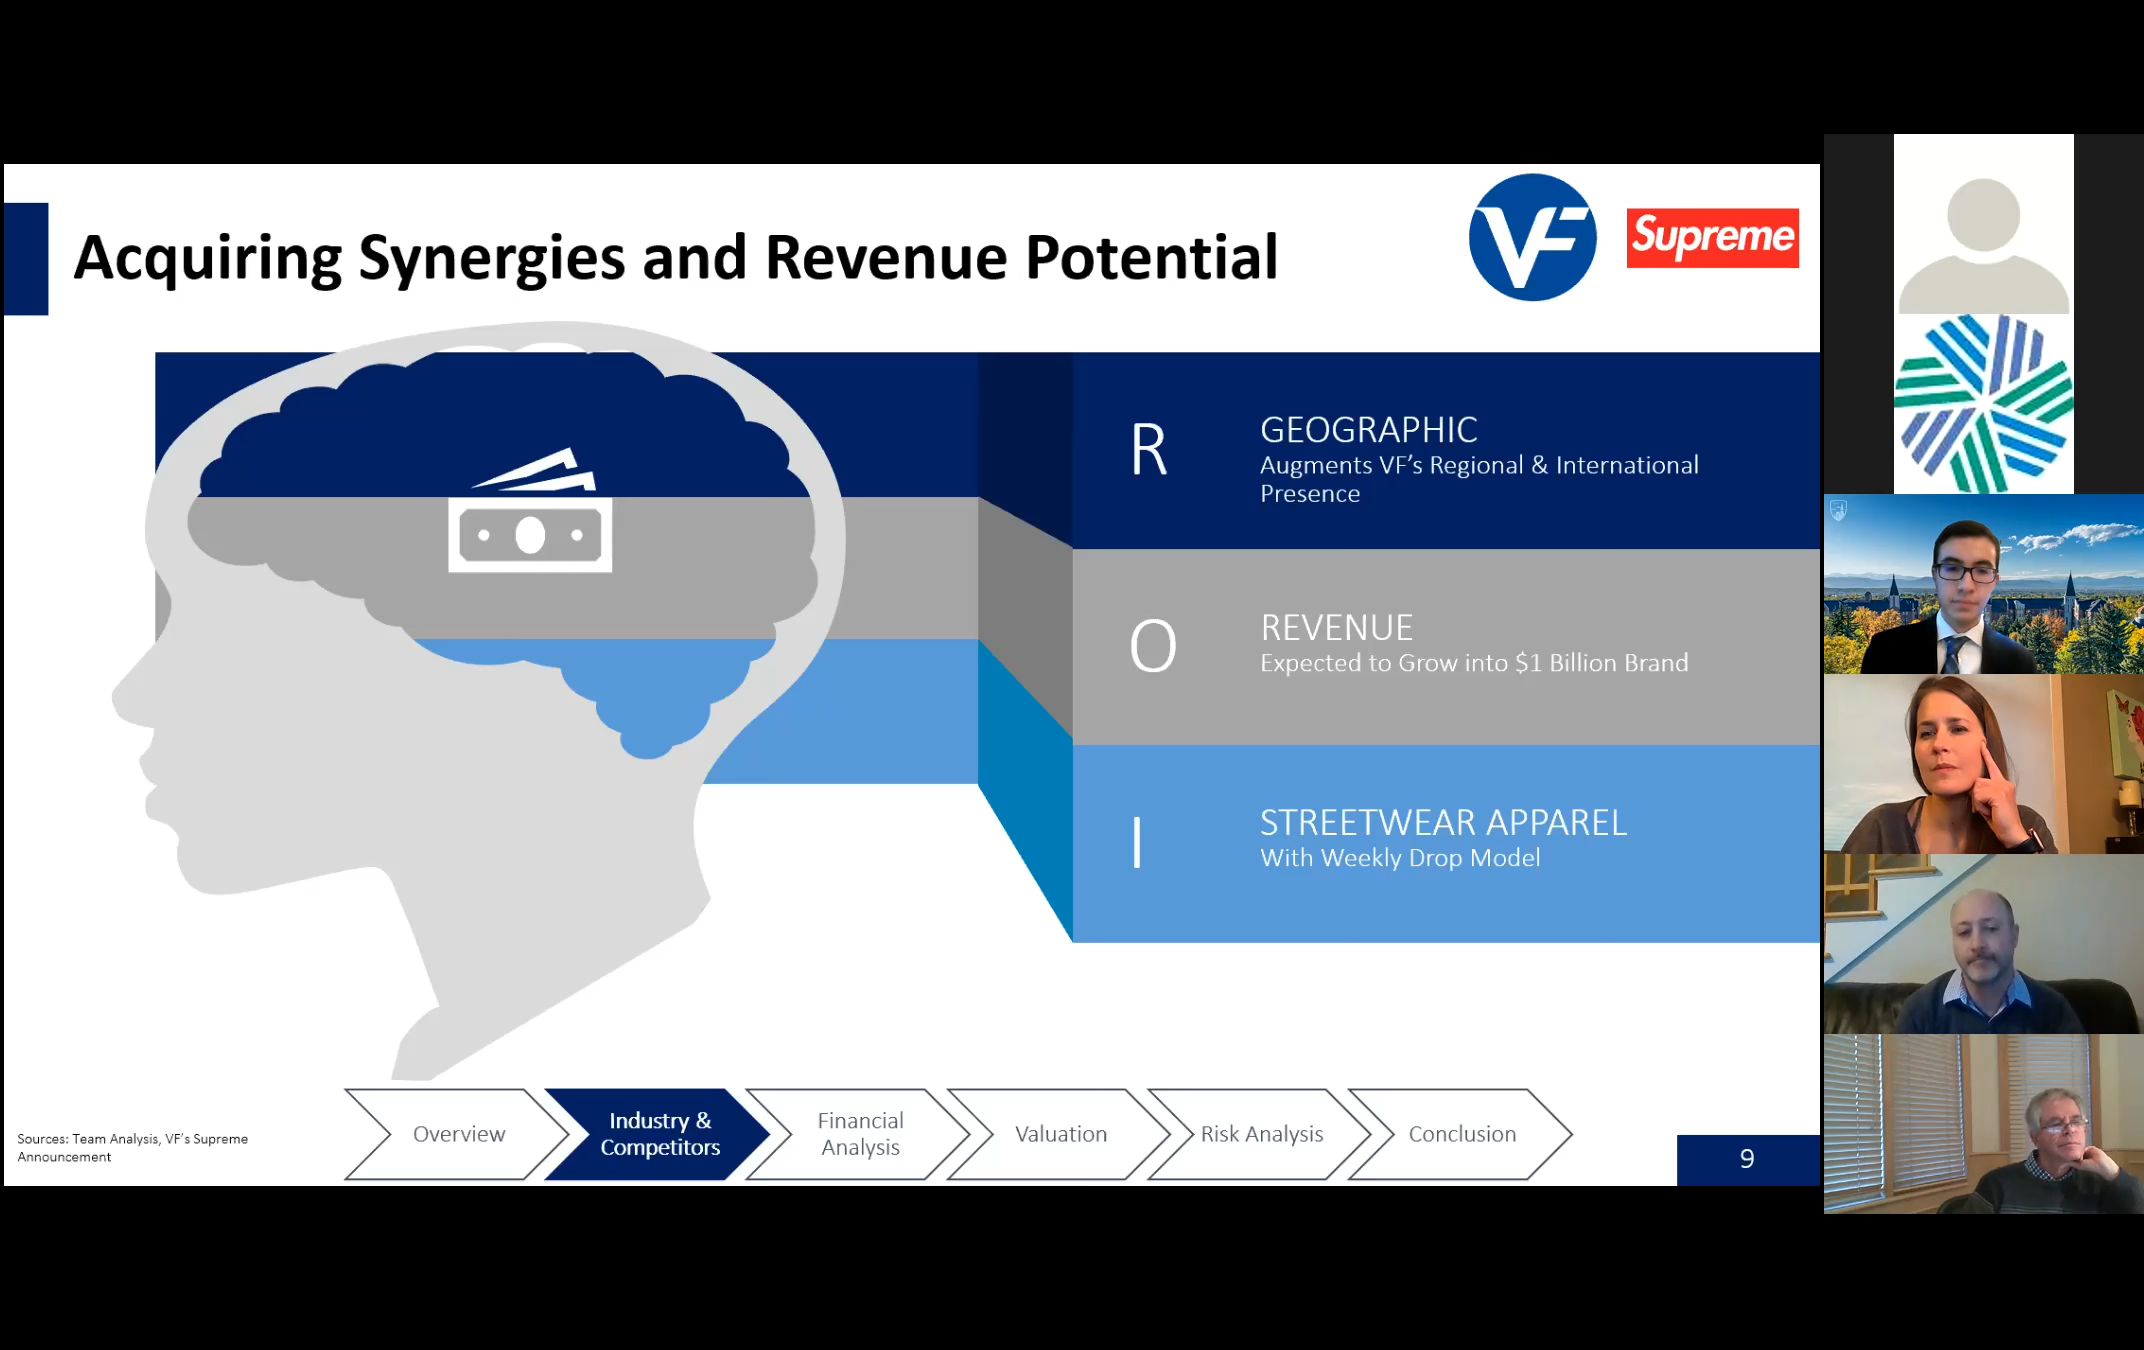 Acquiring Synergies and Revenue Potential
VF
Supreme
R
GEOGRAPHIC
Augments VF's Regional & International
Presence
O
REVENUE
Expected to Grow into $1 Billion Brand
I
STREETWEAR APPAREL
With Weekly Drop Model
Overview
Industry &
Competitors
Financial
Analysis
Valuation
Risk Analysis
Conclusion
Sources: Team Analysis, VF's Supreme
Announcement
9